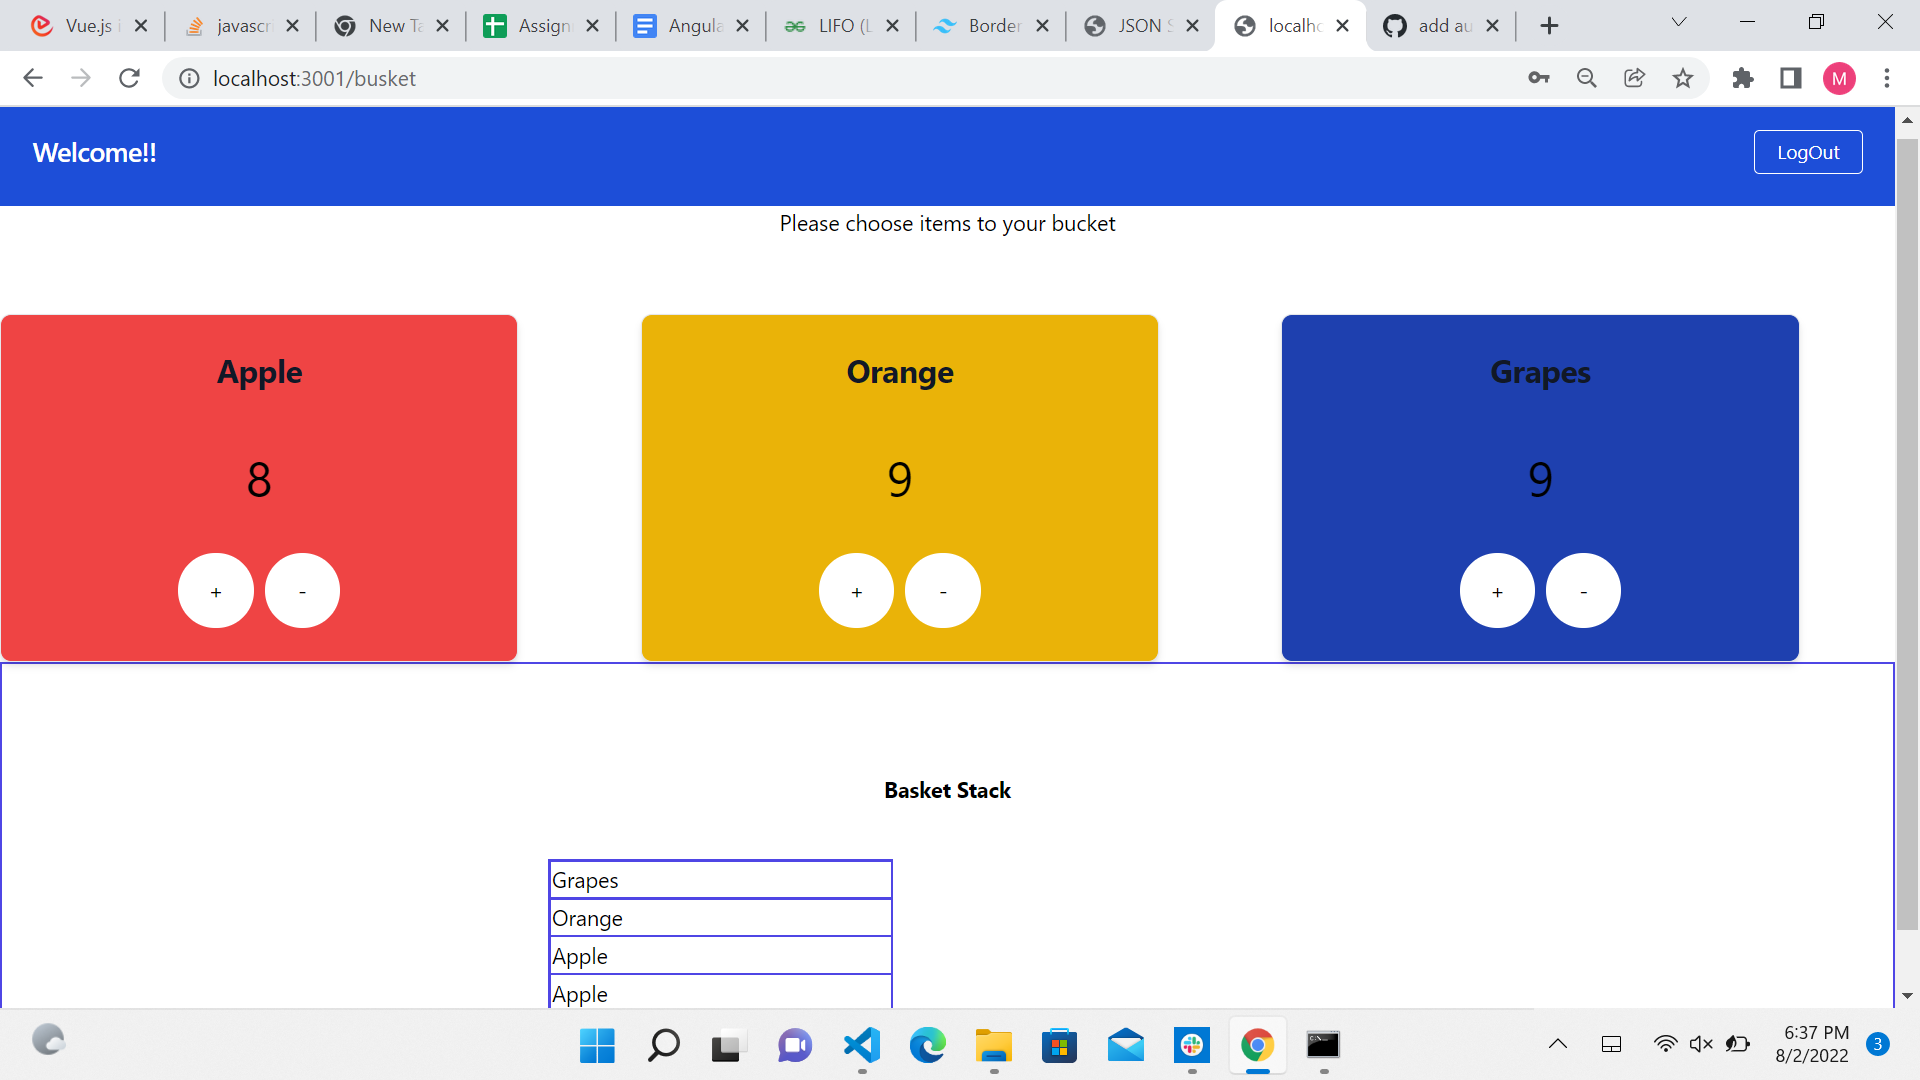 Vue.js i
javascri
New Ta
Assign
Angula
LIFO (L
Border
JSON S
localho
add au
localhost:3001/busket
M
Welcome!!
LogOut
Please choose items to your bucket
Apple
Orange
Grapes
8
9
9
+ -
+ -
+ -
Basket Stack
Grapes
Orange
Apple
Apple
6:37 PM
8/2/2022
3